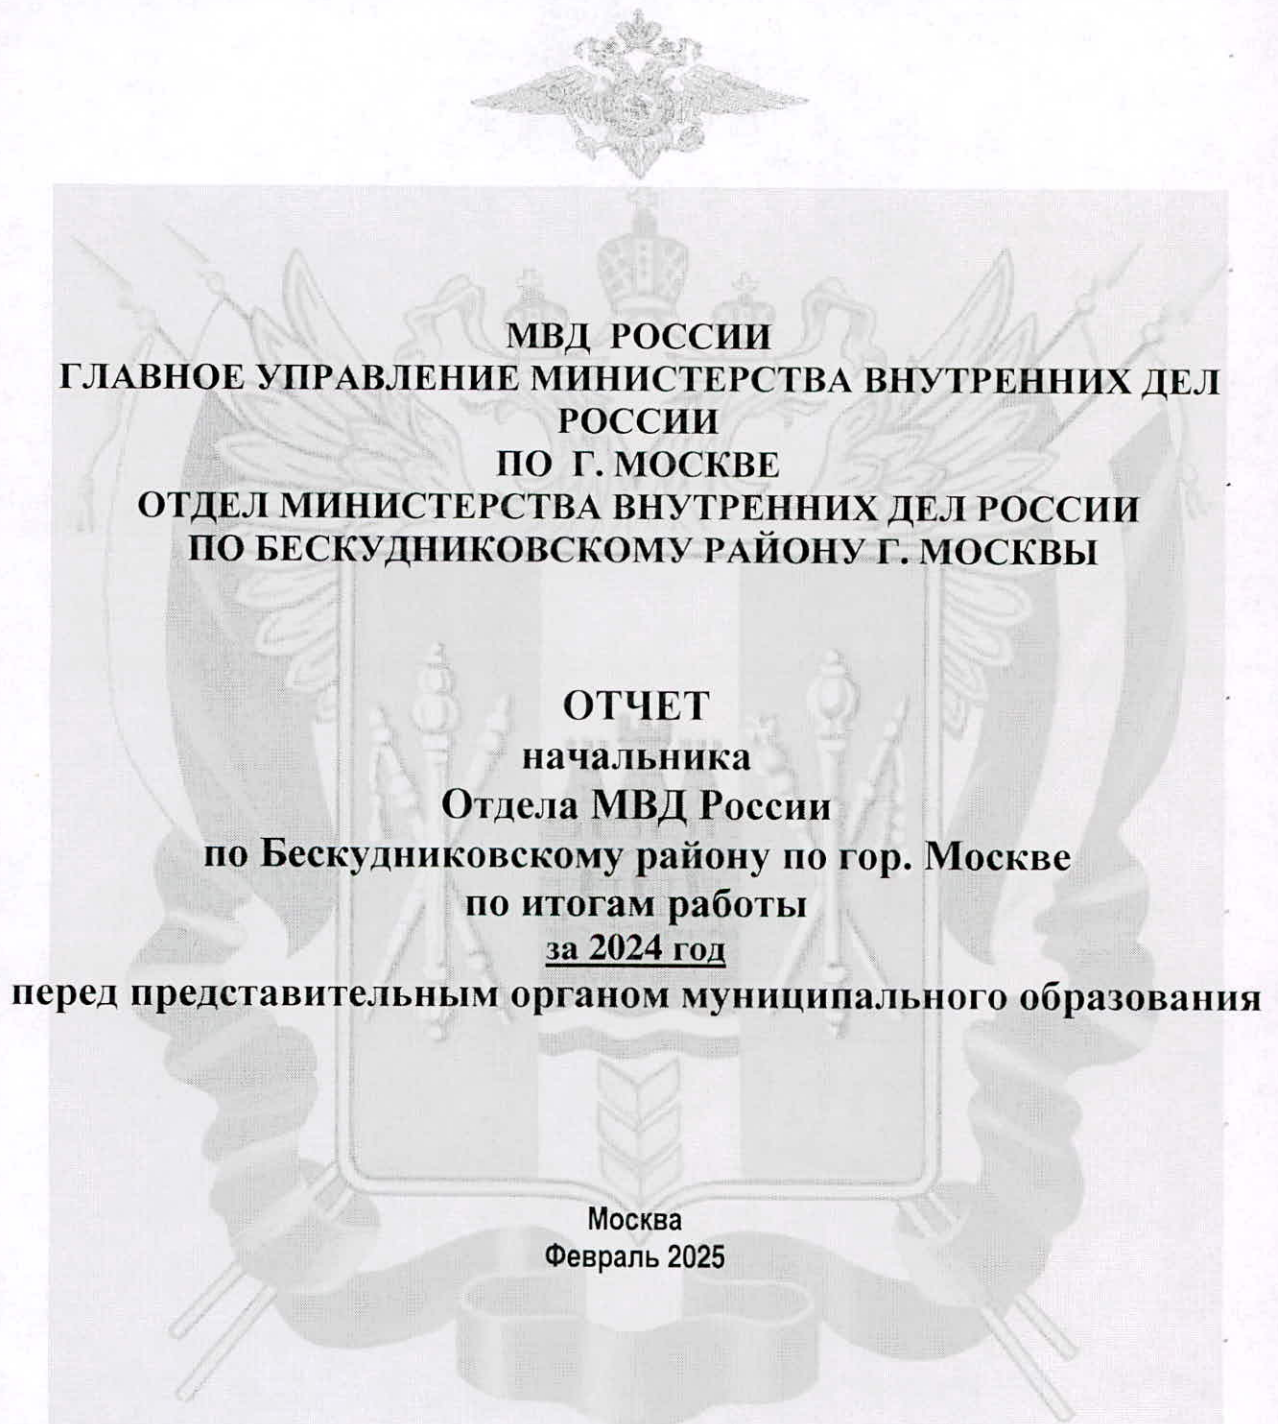 МВД РОССИИ
ГЛАВНОЕ УПРАВЛЕНИЕ МИНИСТЕРСТВА ВНУТРЕННИХ ДЕЛ
РОССИИ
ПО Г. МОСКВЕ
ОТДЕЛ МИНИСТЕРСТВА ВНУТРЕННИХ ДЕЛ РОССИИ
ПО БЕСКУДНИКОВСКОМУ РАЙОНУ Г. МОСКВЫ
ОТЧЕТ
начальника
Отдела МВД России
по Бескудниковскому району по гор. Москве
по итогам работы
за 2024 год
перед представительным органом муниципального образования
Москва
Февраль 2025